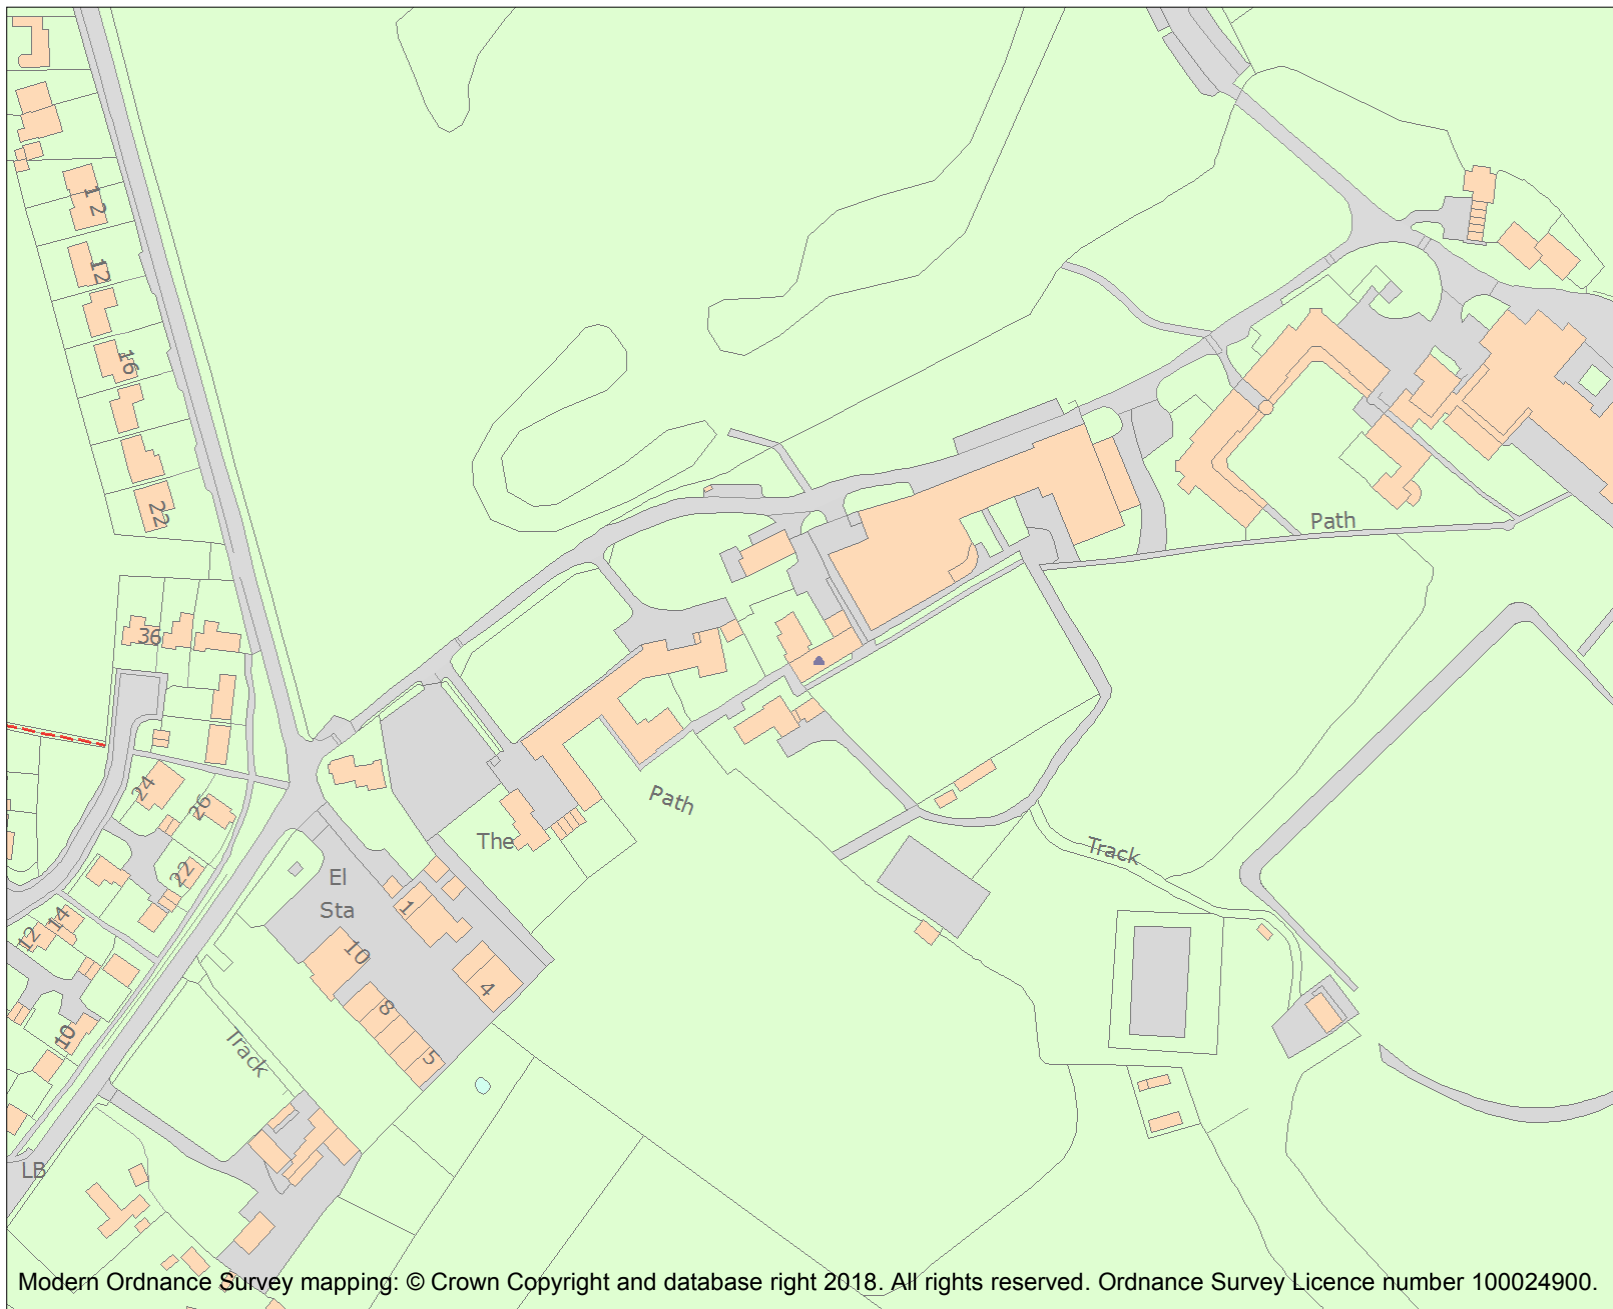 1 2
12
16
22
Path
36
24
26
Path
The
Track
22
El
Sta
1
14
12
10
4
8
10
Track
5
LB
Modern Ordnance Survey mapping: © Crown Copyright and database right 2018. All rights reserved. Ordnance Survey Licence number 100024900.